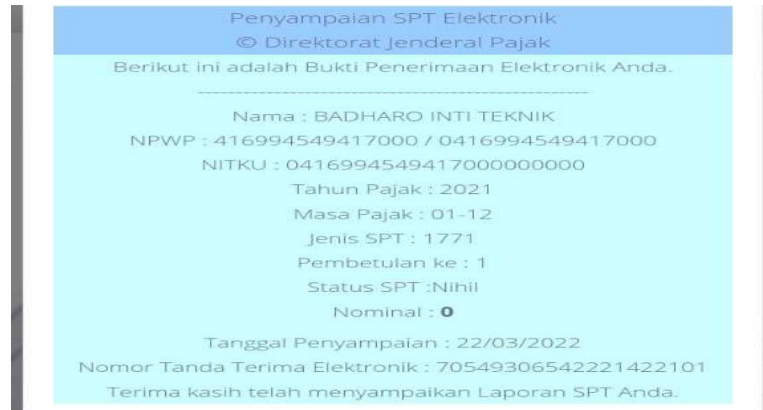 Penyampaian SPT Elektronik
© Direktorat Jenderal Pajak
Berikut ini adalah Bukti Penerimaan Elektronik Anda.
------------------------------------------------------------
Nama : BADHARO INTI TEKNIK
NPWP : 416994549417000 / 0416994549417000
NITKU : 0416994549417000000000
Tahun Pajak : 2021
Masa Pajak : 01-12
Jenis SPT : 1771
Pembetulan ke : 1
Status SPT :Nihil
Nominal : 0
Tanggal Penyampaian : 22/03/2022
Nomor Tanda Terima Elektronik : 70549306542221422101
Terima kasih telah menyampaikan Laporan SPT Anda.